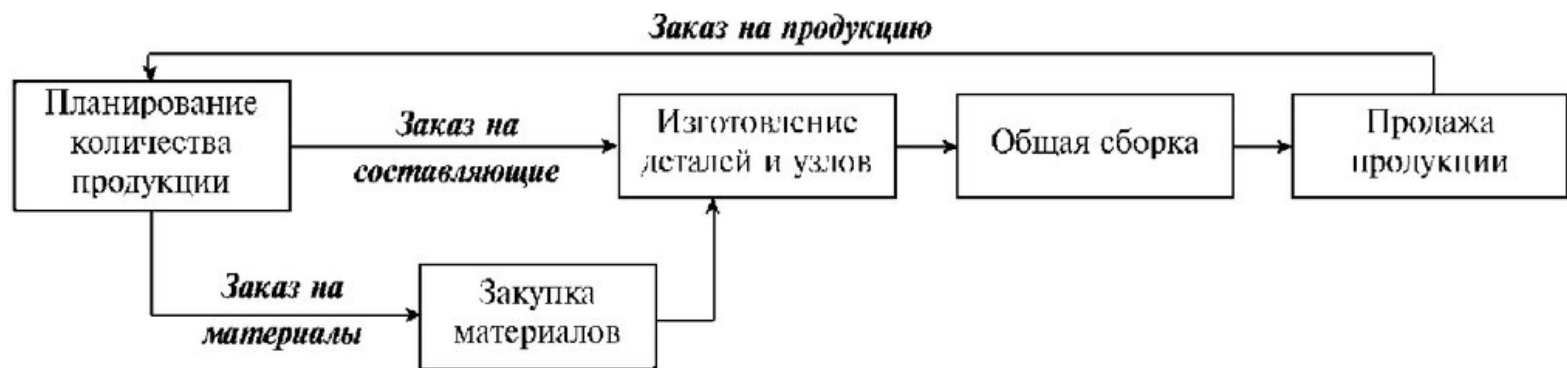 Заказ на продукцию
Планирование
количества
продукции
Заказ на
составляющие
Изготовление
деталей и узлов
Общая сборка
Продажа
продукции
Заказ на
материалы
Закупка
материалов